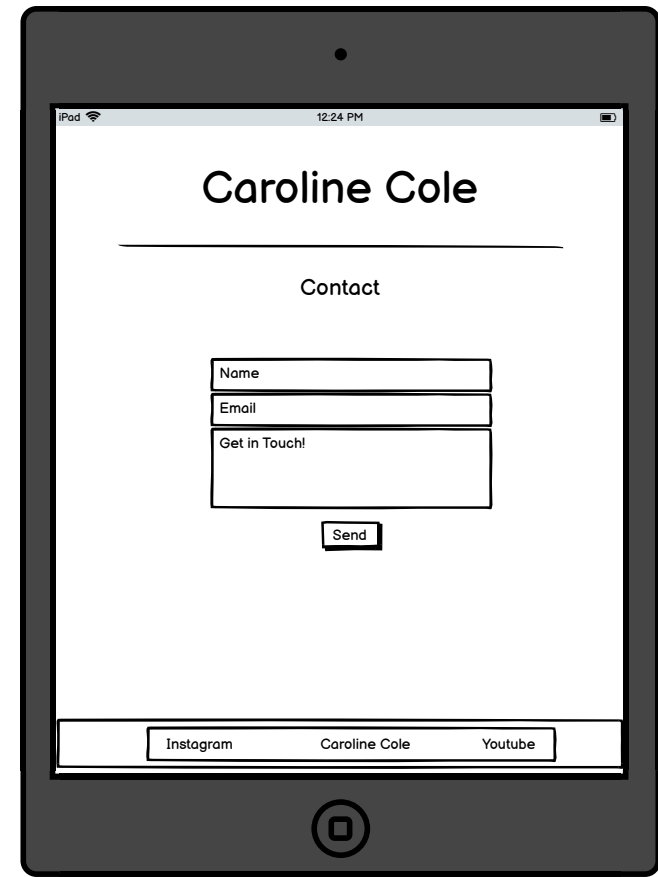 iPad 12:24 PM
Caroline Cole
Contact
Name
Email
Get in Touch!
Send
Instagram Caroline Cole Youtube